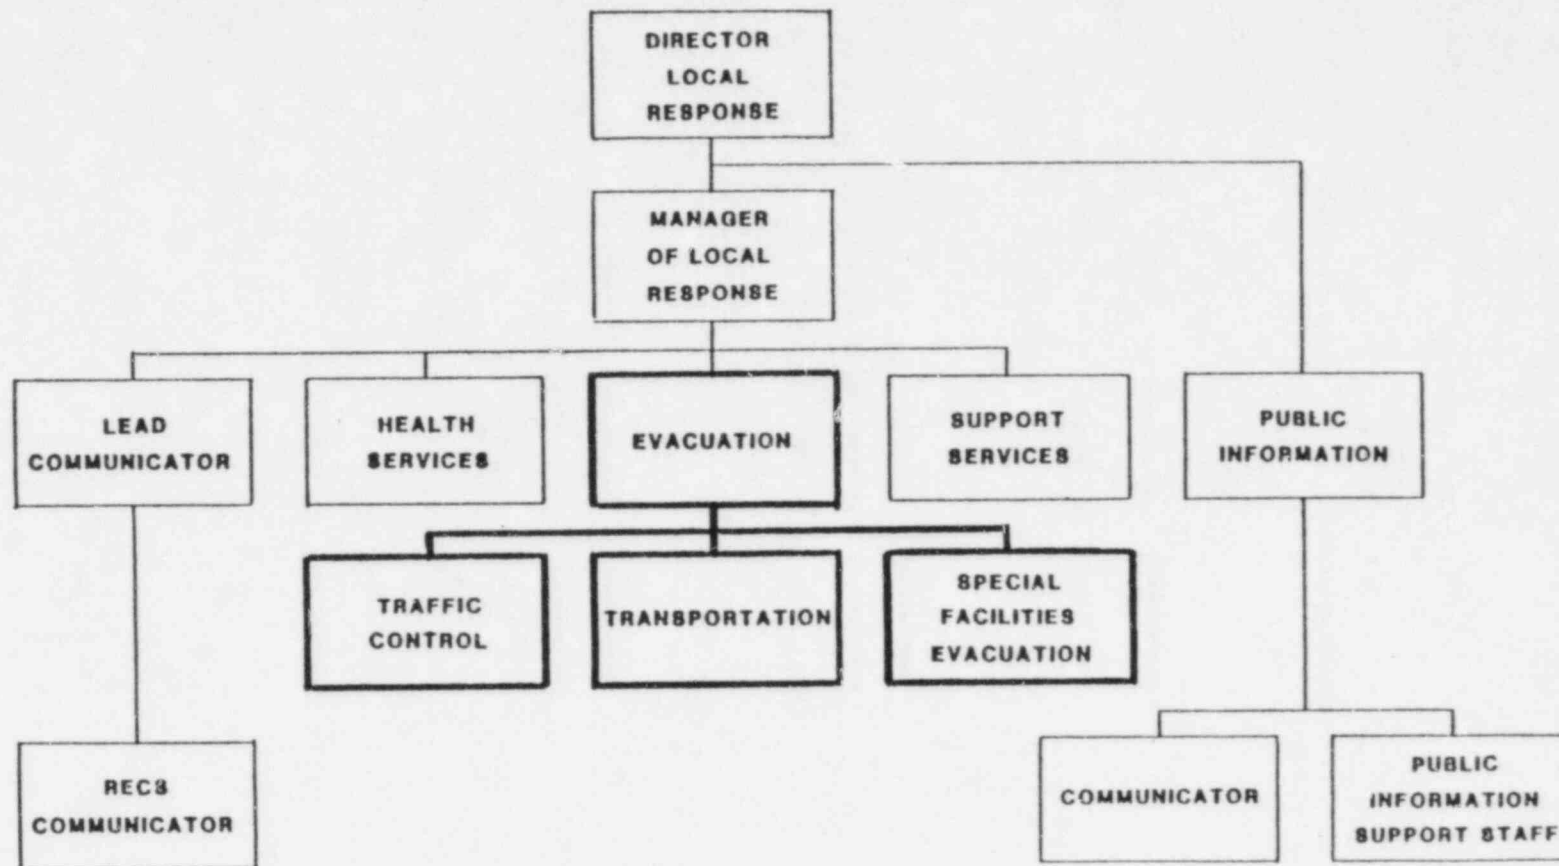 DIRECTOR
LOCAL
RESPONSE
MANAGER
OF LOCAL
RESPONSE
LEAD
COMMUNICATOR
HEALTH
SERVICES
EVACUATION
SUPPORT
SERVICES
PUBLIC
INFORMATION
TRAFFIC
CONTROL
TRANSPORTATION
SPECIAL
FACILITIES
EVACUATION
RECS
COMMUNICATOR
COMMUNICATOR
PUBLIC
INFORMATION
SUPPORT STAFF